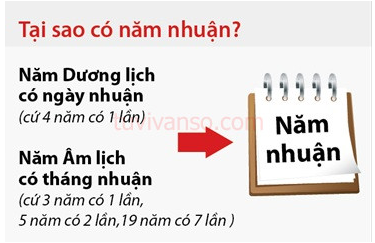 Tại sao có năm nhuận?
Năm Dương lịch
có ngày nhuận
(cứ 4 năm có 1 lần)
Năm Âm lịch
có tháng nhuận
(cứ 3 năm có 1 lần,
5 năm có 2 lần,19 năm có 7 lần )
Năm
nhuận
tuvivanso.com